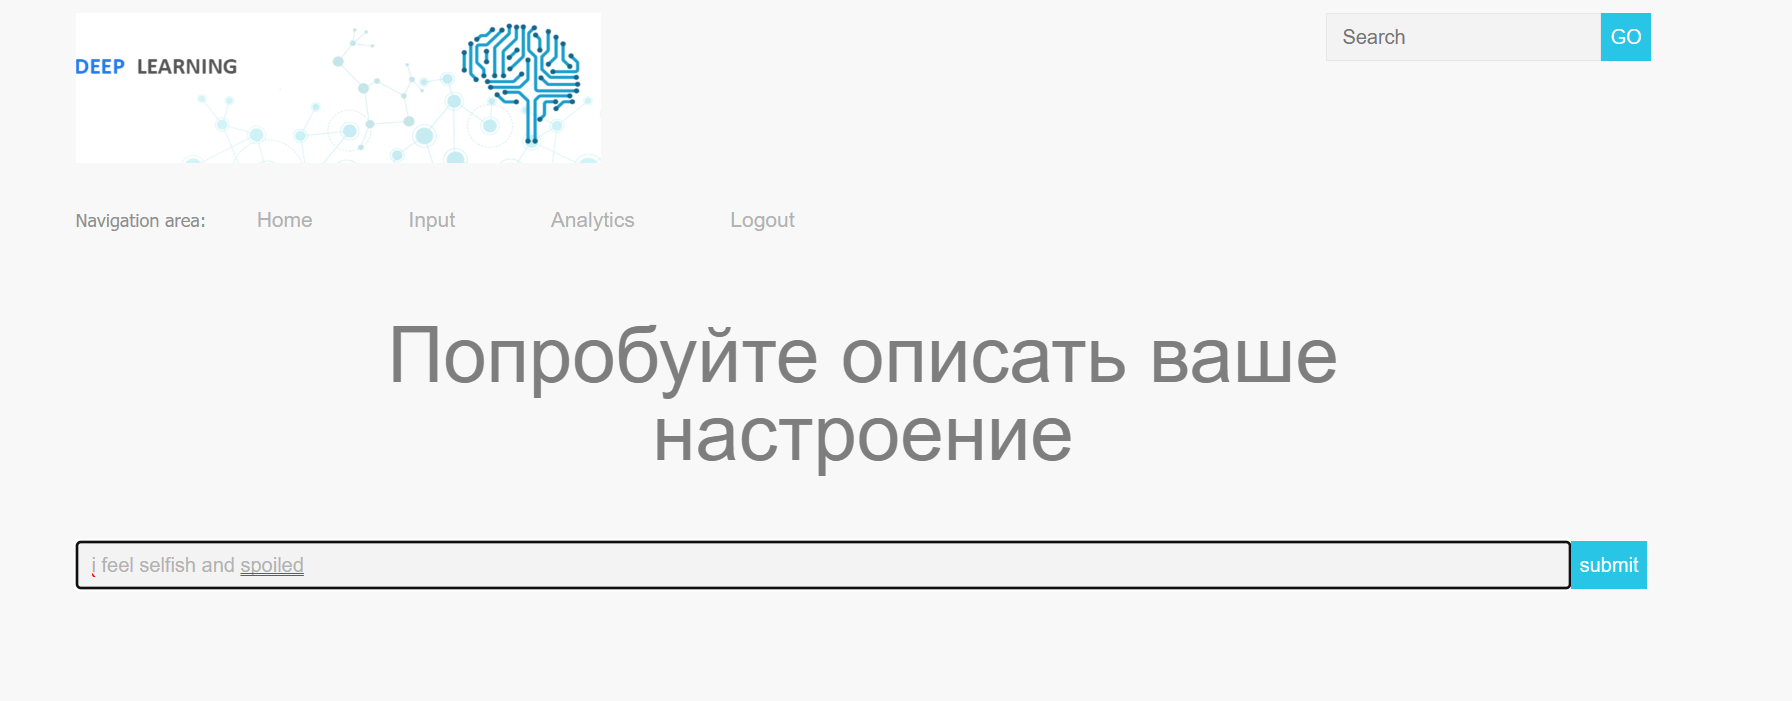 DEEP LEARNING
Search GO
Navigation area: Home Input Analytics Logout
Попробуйте описать ваше
настроение
i feel selfish and spoiled submit